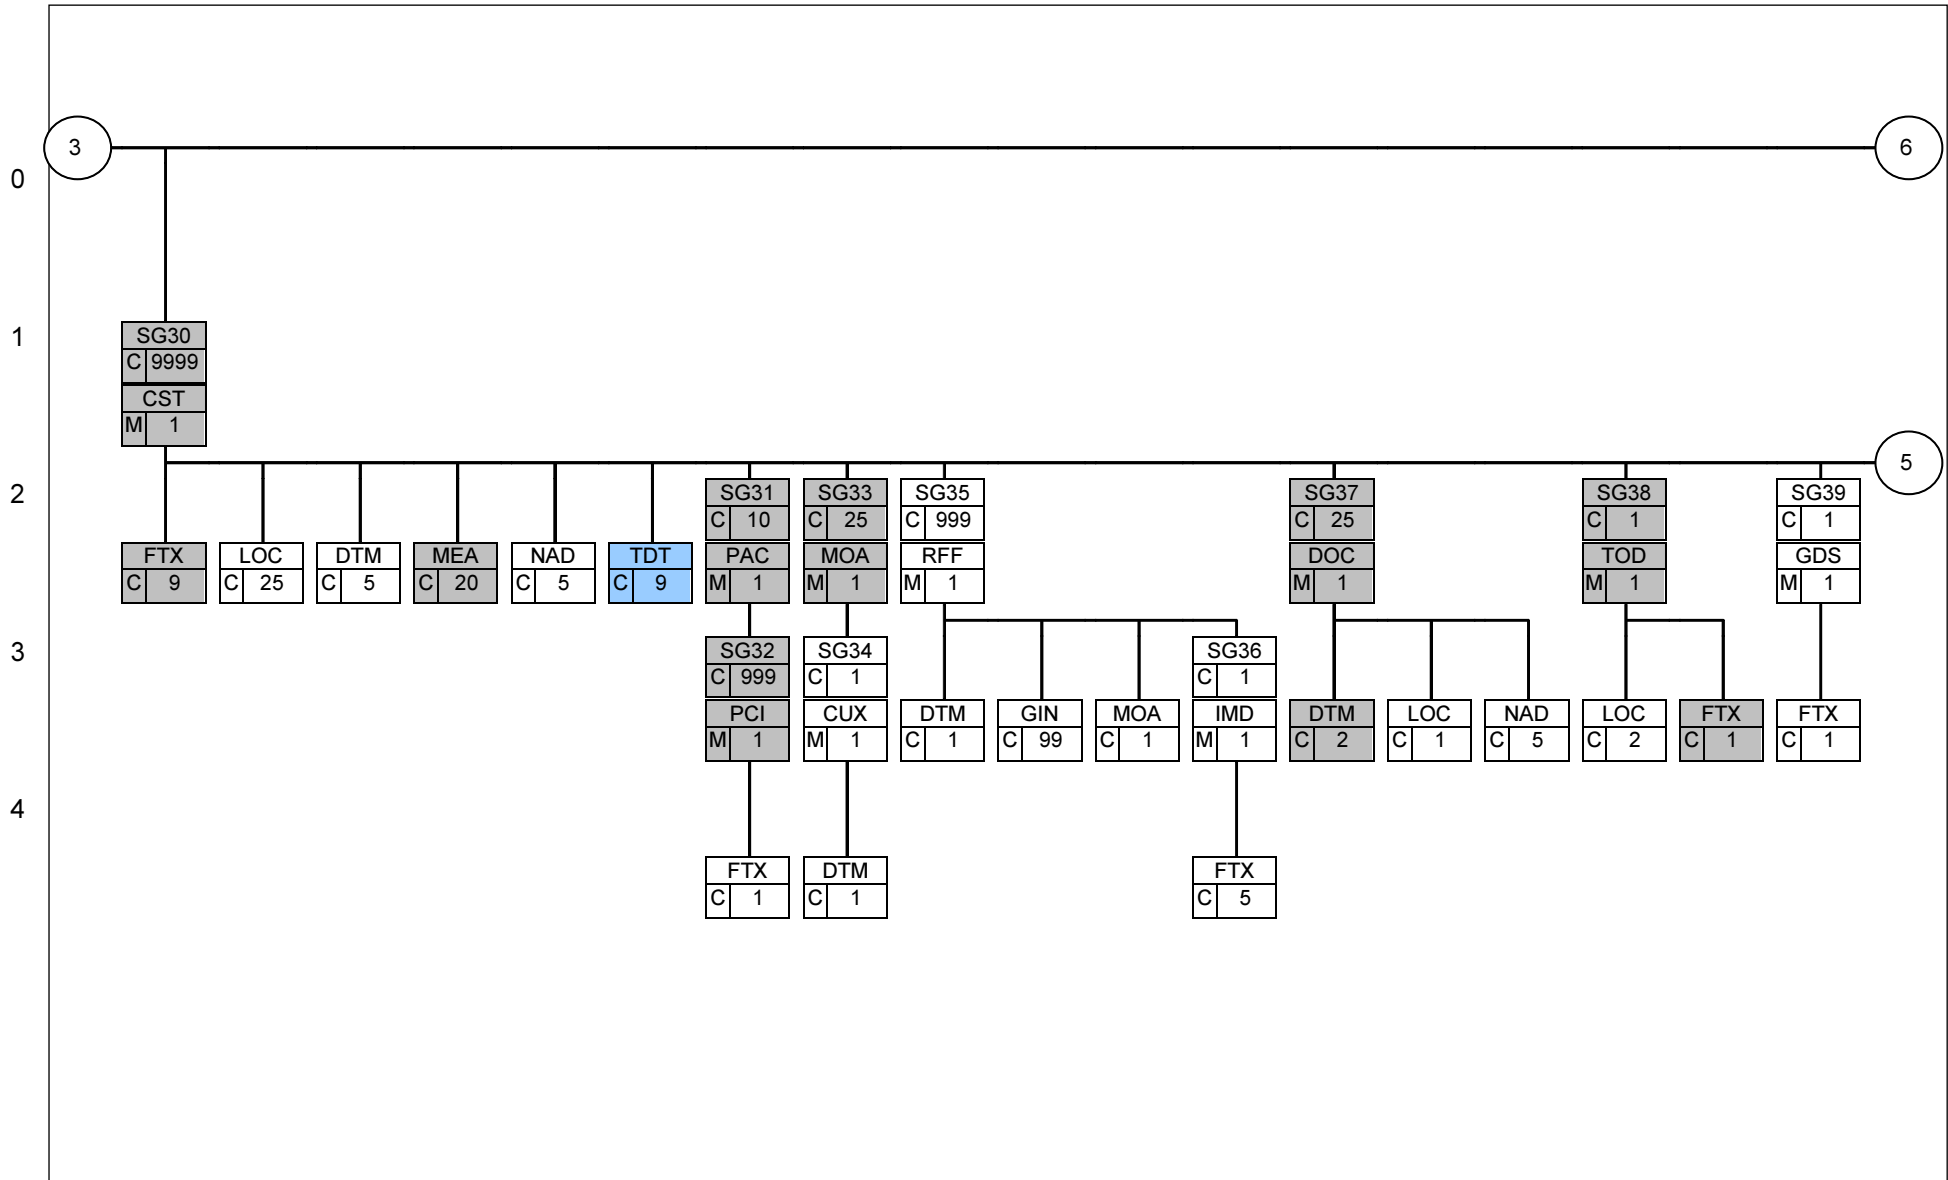 3 6
0
1
SG30
C 9999
CST
M 1
5
2
SG31 SG33 SG35 SG37 SG38 SG39
C 10 C 25 C 999 C 25 C 1 C 1
FTX LOC DTM MEA NAD TDT PAC MOA RFF DOC TOD GDS
C 9 C 25 C 5 C 20 C 5 C 9 M 1 M 1 M 1 M 1 M 1 M 1
3
SG32 SG34 SG36
C 999 C 1 C 1
PCI CUX DTM GIN MOA IMD DTM LOC NAD LOC FTX FTX
M 1 M 1 C 1 C 99 C 1 M 1 C 2 C 1 C 5 C 2 C 1 C 1
4
FTX DTM FTX
C 1 C 1 C 5